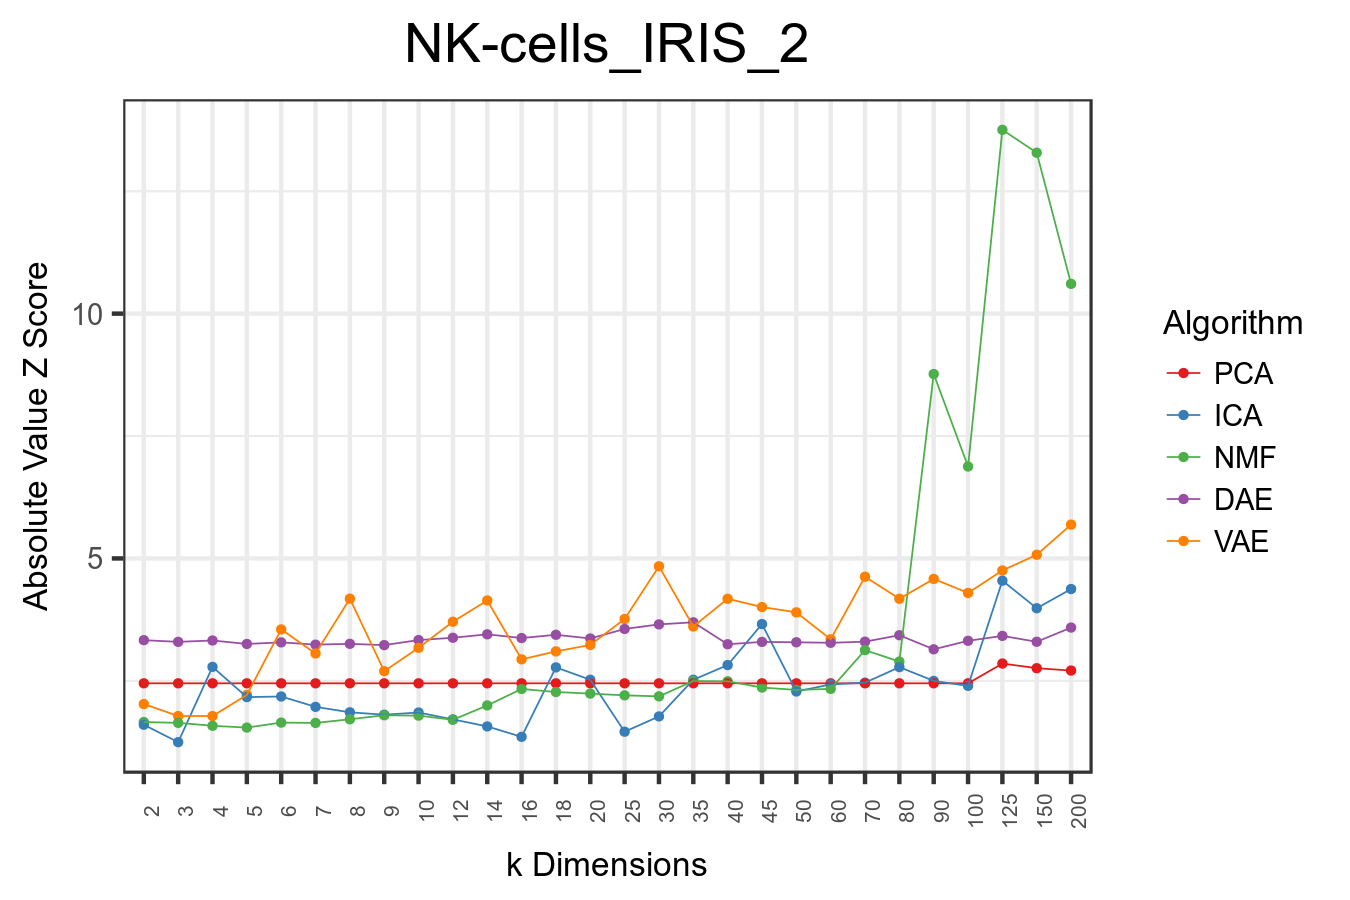 NK-cells_IRIS_2
Absolute Value Z Score
10
5
2 3 4 5 6 7 8 9 10 12 14 16 18 20 25 30 35 40 45 50 60 70 80 90 100 125 150 200
k Dimensions
Algorithm
PCA
ICA
NMF
DAE
VAE